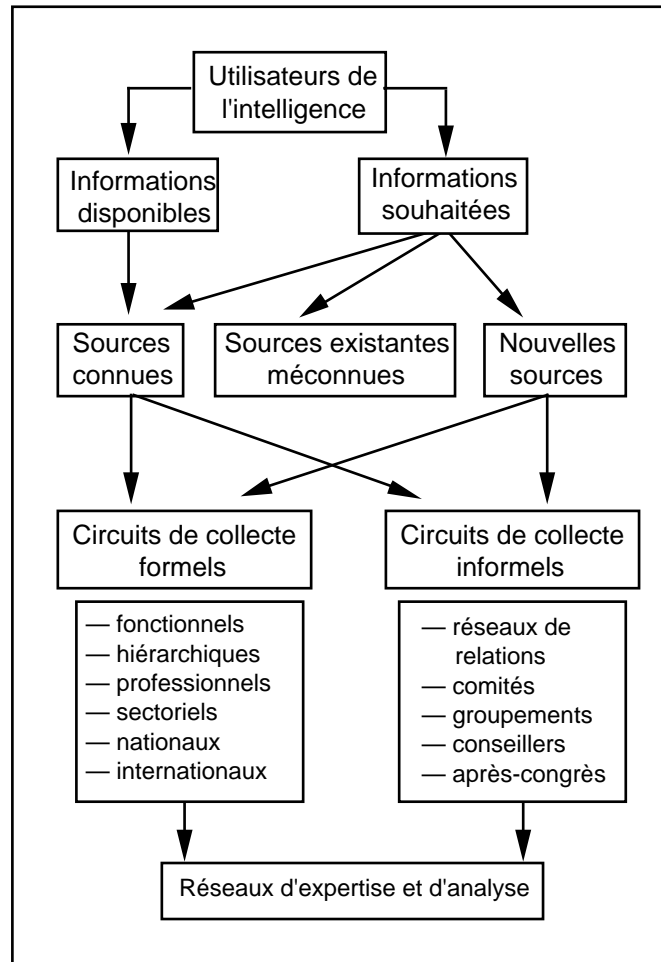 Utilisateurs de
l'intelligence
Informations
disponibles
Informations
souhaitées
Sources
connues
Sources existantes
méconnues
Nouvelles
sources
Circuits de collecte
formels
Circuits de collecte
informels
— fonctionnels
— hiérarchiques
— professionnels
— sectoriels
— nationaux
— internationaux
— réseaux de
relations
— comités
— groupements
— conseillers
— après-congrès
Réseaux d'expertise et d'analyse